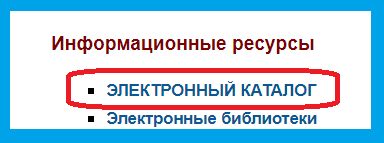 Информационные ресурсы
ЭЛЕКТРОННЫЙ КАТАЛОГ
Электронные библиотеки